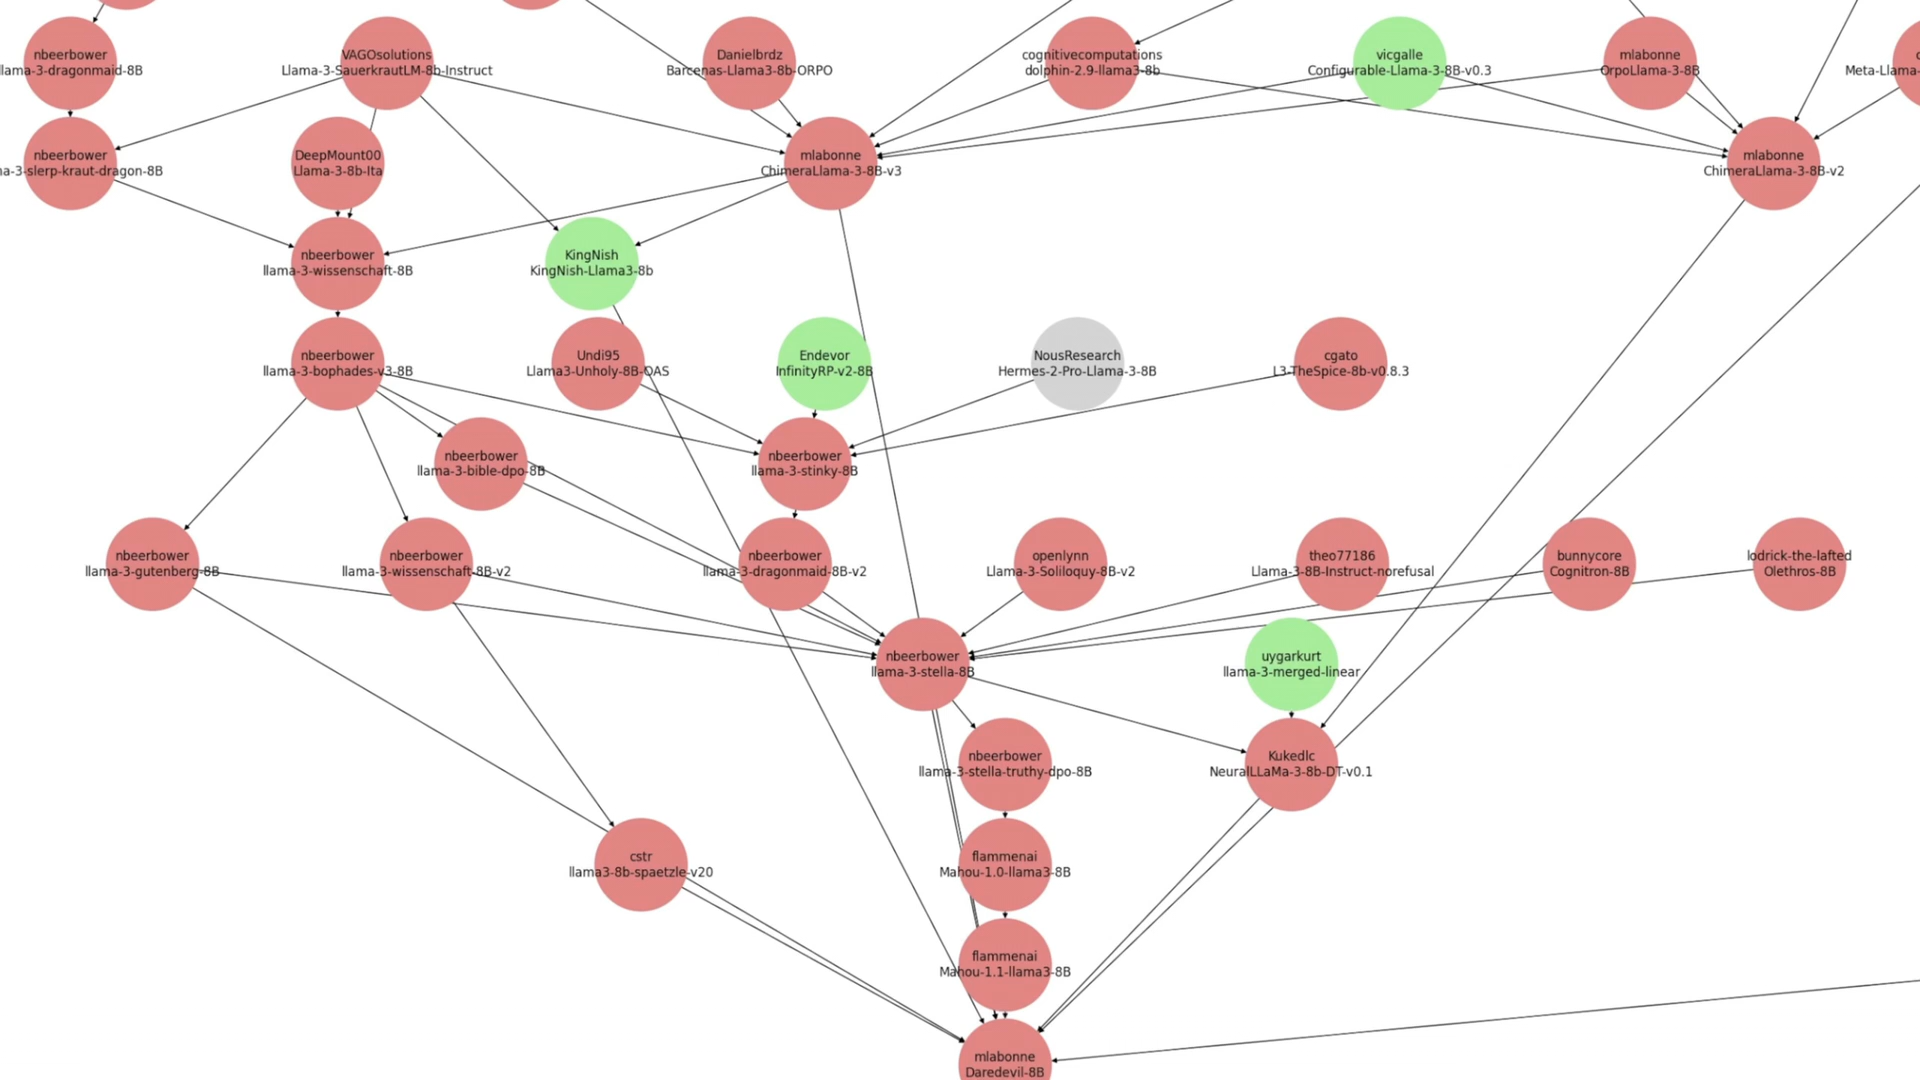 nbeerbower
llama-3-dragonmaid-8B
VAGOsolutions
Llama-3-SauerkrautLM-8b-Instruct
Danielbrdz
Barcenas-Llama3-8b-ORPO
cognitivecomputations
dolphin-2.9-llama3-8b
vicgalle
Configurable-Llama-3-8B-v0.3
mlabonne
OrpoLlama-3-8B
Meta-Llama-
nbeerbower
ma-3-slerp-kraut-dragon-8B
DeepMount00
Llama-3-8b-Ita
mlabonne
ChimeraLlama-3-8B-v3
mlabonne
ChimeraLlama-3-8B-v2
nbeerbower
llama-3-wissenschaft-8B
KingNish
KingNish-Llama3-8b
nbeerbower
llama-3-bophades-v3-8B
Undi95
Llama3-Unholy-8B-OAS
Endevor
InfinityRP-v2-8B
NousResearch
Hermes-2-Pro-Llama-3-8B
cgato
L3-TheSpice-8b-v0.8.3
nbeerbower
llama-3-bible-dpo-8B
nbeerbower
llama-3-stinky-8B
nbeerbower
llama-3-gutenberg-8B
nbeerbower
llama-3-wissenschaft-8B-v2
nbeerbower
llama-3-dragonmaid-8B-v2
openlynn
Llama-3-Soliloquy-8B-v2
theo77186
Llama-3-8B-Instruct-norefusal
bunnycore
Cognitron-8B
lodrick-the-lafted
Olethros-8B
nbeerbower
llama-3-stella-8B
uygarkurt
llama-3-merged-linear
nbeerbower
llama-3-stella-truthy-dpo-8B
Kukedlc
NeuralLLaMa-3-8b-DT-v0.1
cstr
llama3-8b-spaetzle-v20
flammenai
Mahou-1.0-llama3-8B
flammenai
Mahou-1.1-llama3-8B
mlabonne
Daredevil-8B